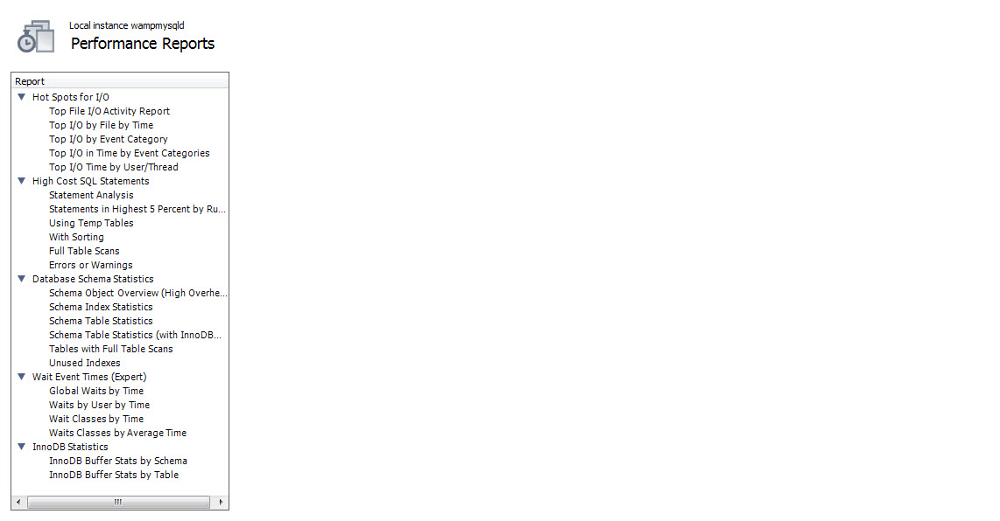 Local instance wampmysqld
Performance Reports
Report
Hot Spots for I/O
Top File I/O Activity Report
Top I/O by File by Time
Top I/O by Event Category
Top I/O in Time by Event Categories
Top I/O Time by User/Thread
High Cost SQL Statements
Statement Analysis
Statements in Highest 5 Percent by Ru...
Using Temp Tables
With Sorting
Full Table Scans
Errors or Warnings
Database Schema Statistics
Schema Object Overview (High Overhe...
Schema Index Statistics
Schema Table Statistics
Schema Table Statistics (with InnoDB...
Tables with Full Table Scans
Unused Indexes
Wait Event Times (Expert)
Global Waits by Time
Waits by User by Time
Wait Classes by Time
Waits Classes by Average Time
InnoDB Statistics
InnoDB Buffer Stats by Schema
InnoDB Buffer Stats by Table